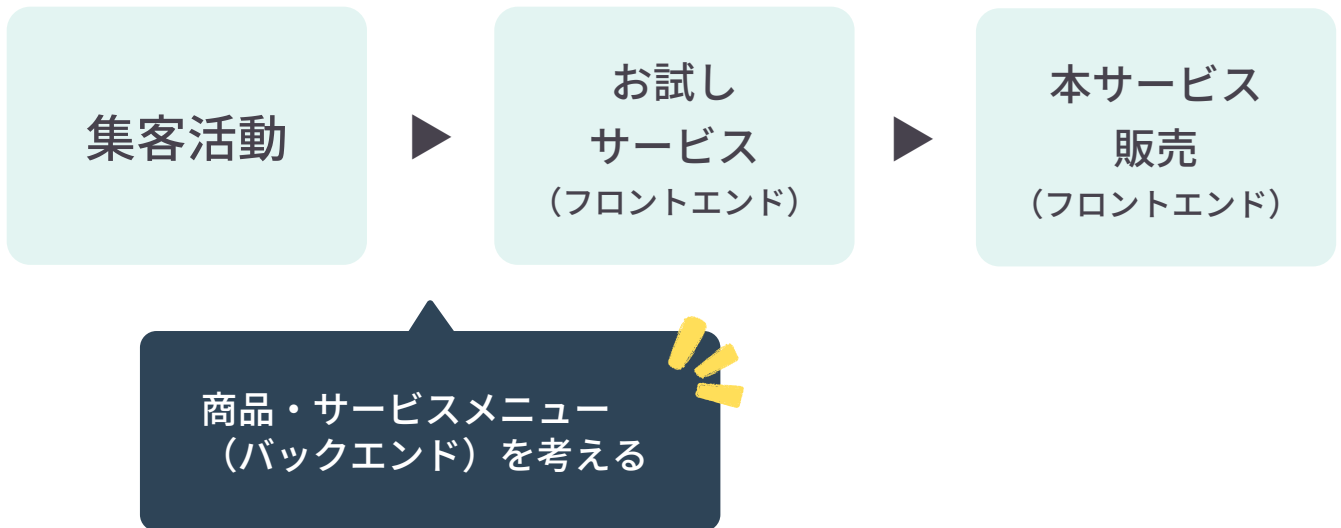 集客活動
お試し
サービス
（フロントエンド）
本サービス
販売
（フロントエンド）
商品・サービスメニュー
（バックエンド）を考える